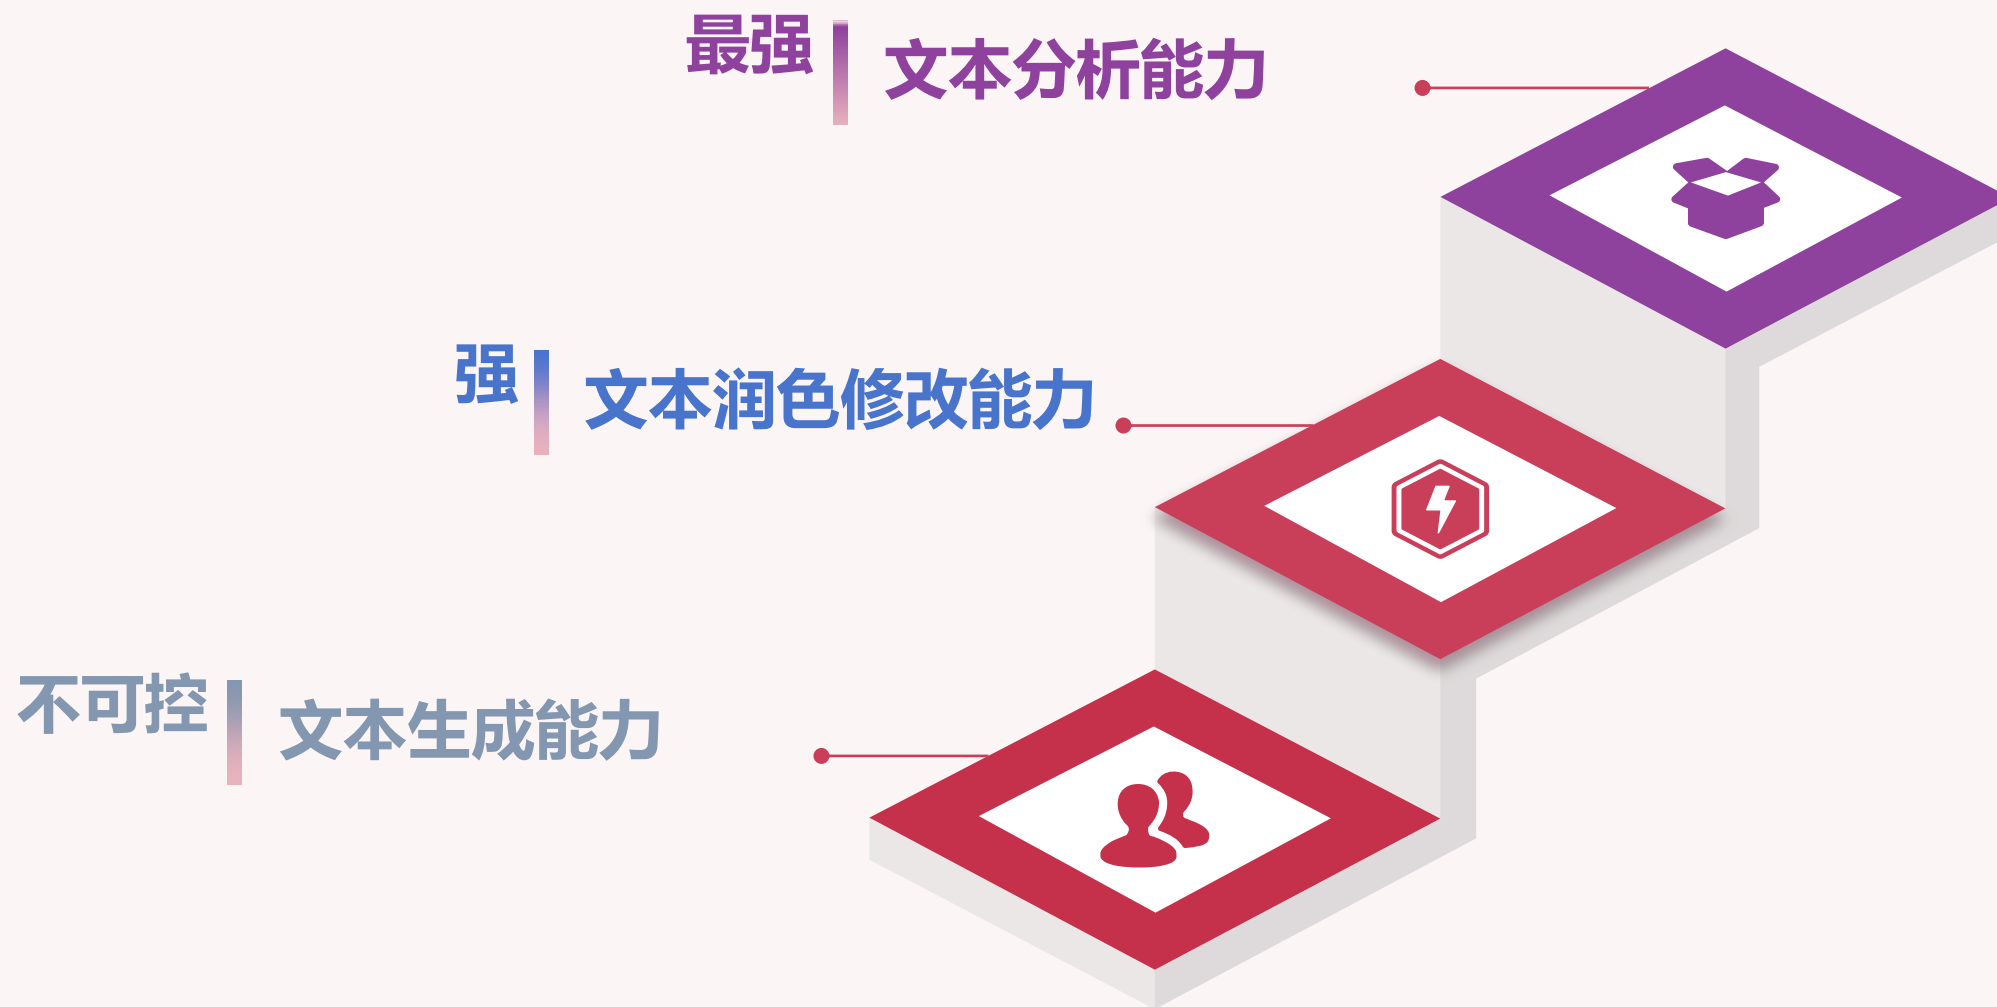 最强
文本分析能力
强
文本润色修改能力
不可控
文本生成能力